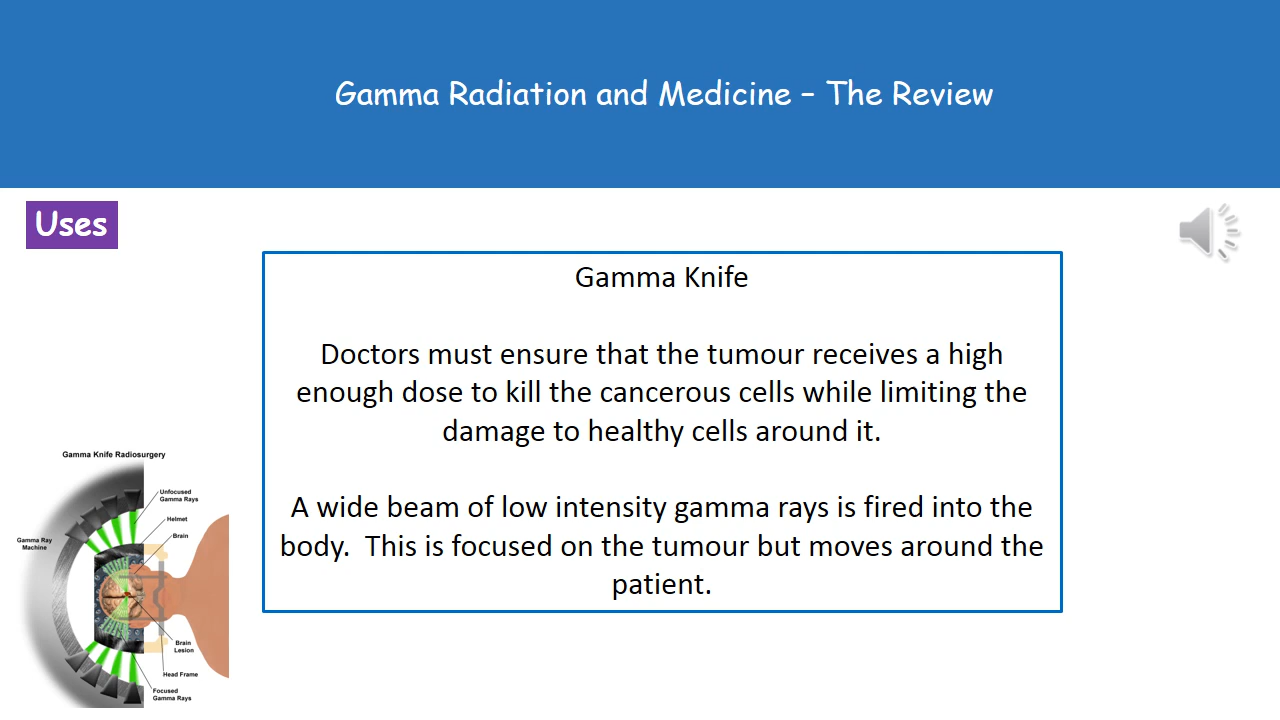 Gamma Radiation and Medicine – The Review
Uses
Gamma Knife
Doctors must ensure that the tumour receives a high
enough dose to kill the cancerous cells while limiting the
damage to healthy cells around it.
A wide beam of low intensity gamma rays is fired into the
body.  This is focused on the tumour but moves around the
patient.
Gamma Knife Radiosurgery
Unfocused
Gamma Rays
Helmet
Brain
Gamma Ray
Machine
Brain
Lesion
Head Frame
Focused
Gamma Rays